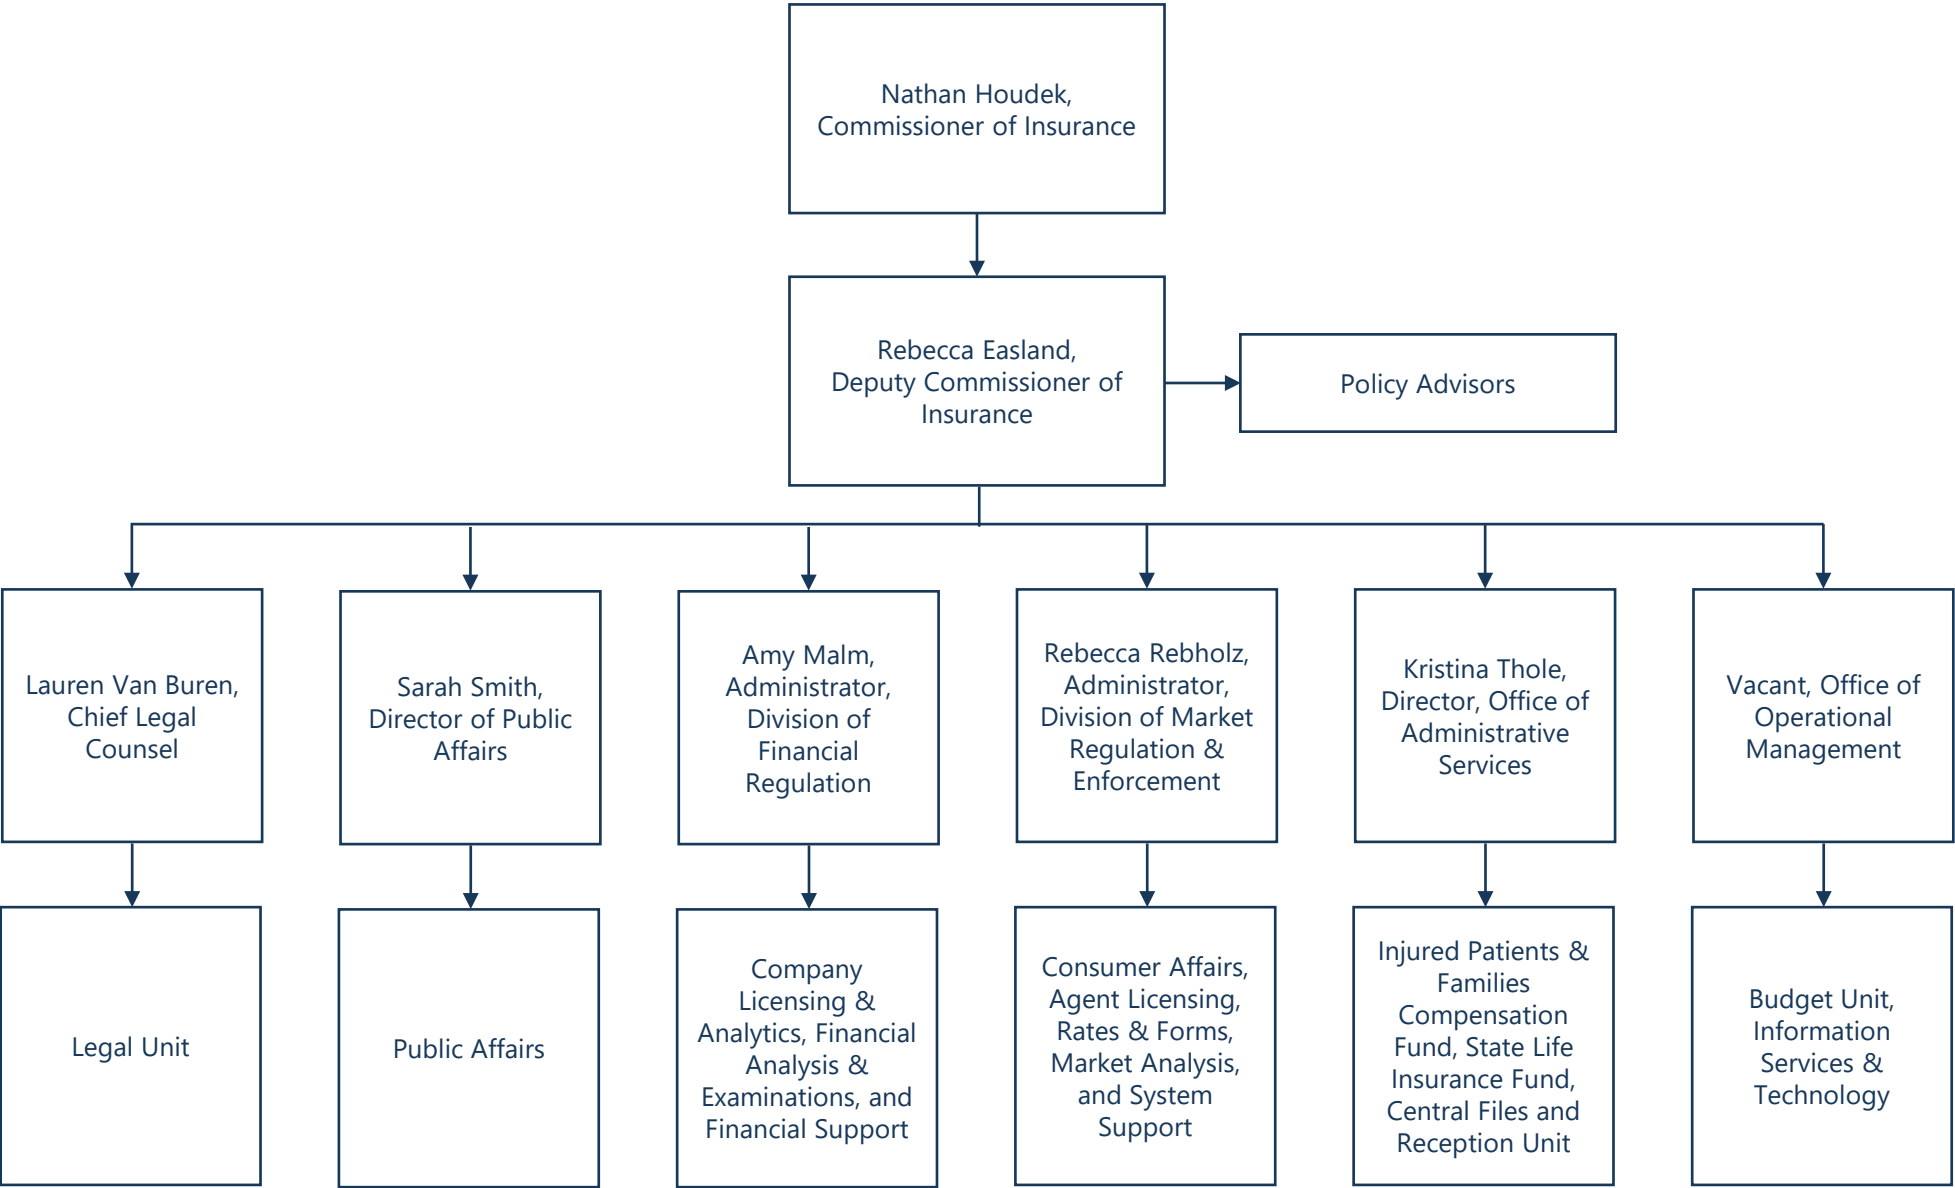 Nathan Houdek,
Commissioner of Insurance
Rebecca Easland,
Deputy Commissioner of
Insurance
Policy Advisors
Lauren Van Buren,
Chief Legal
Counsel
Sarah Smith,
Director of Public
Affairs
Amy Malm,
Administrator,
Division of
Financial
Regulation
Rebecca Rebholz,
Administrator,
Division of Market
Regulation &
Enforcement
Kristina Thole,
Director, Office of
Administrative
Services
Vacant, Office of
Operational
Management
Legal Unit
Public Affairs
Company
Licensing &
Analytics, Financial
Analysis &
Examinations, and
Financial Support
Consumer Affairs,
Agent Licensing,
Rates & Forms,
Market Analysis,
and System
Support
Injured Patients &
Families
Compensation
Fund, State Life
Insurance Fund,
Central Files and
Reception Unit
Budget Unit,
Information
Services &
Technology